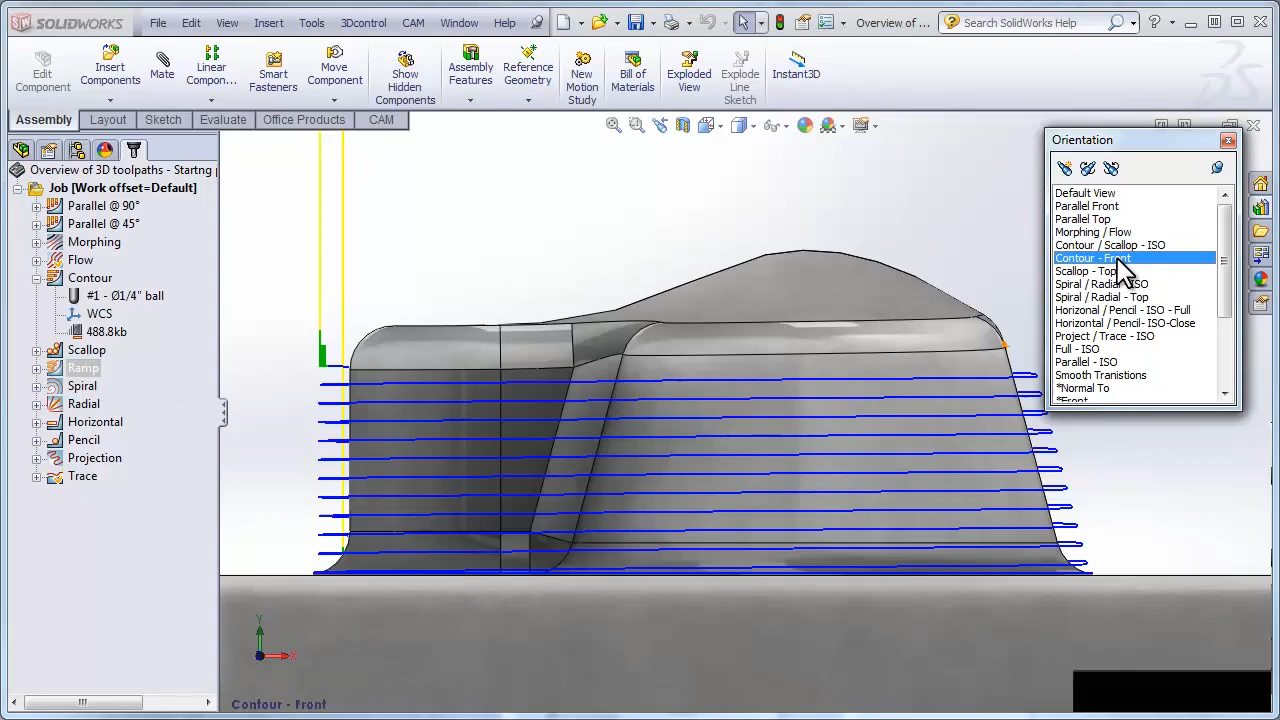 SOLIDWORKS File Edit View Insert Tools 3Dcontrol CAM Window Help Overview of ... Search SolidWorks Help
Edit Component
Insert Components
Mate
Linear Compon...
Smart Fasteners
Move Component
Show Hidden Components
Assembly Features
Reference Geometry
New Motion Study
Bill of Materials
Exploded View
Explode Line Sketch
Instant3D
Assembly Layout Sketch Evaluate Office Products CAM
Overview of 3D toolpaths - Startng p
Job [Work offset=Default]
Parallel @ 90°
Parallel @ 45°
Morphing
Flow
Contour
#1 - Ø1/4" ball
WCS
488.8kb
Scallop
Ramp
Spiral
Radial
Horizontal
Pencil
Projection
Trace
Orientation
Default View
Parallel Front
Parallel Top
Morphing / Flow
Contour / Scallop - ISO
Contour - Front
Scallop - Top
Spiral / Radial - ISO
Spiral / Radial - Top
Horizonal / Pencil - ISO - Full
Horizontal / Pencil- ISO-Close
Project / Trace - ISO
Full - ISO
Parallel - ISO
Smooth Tranistions
*Normal To
*Front
Y
X
Contour - Front